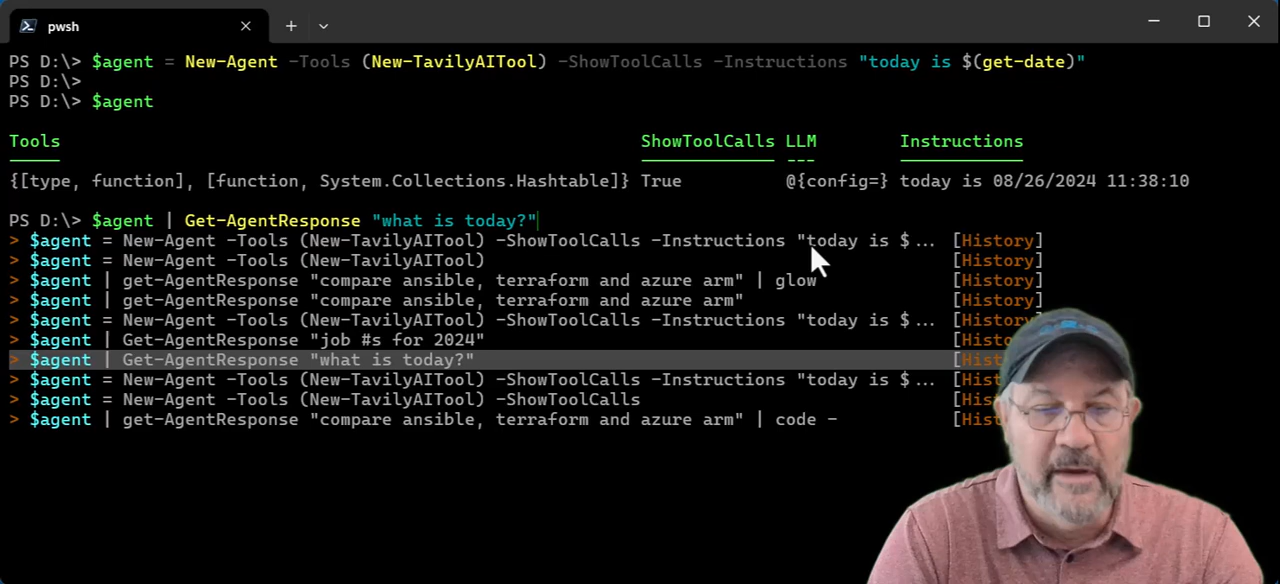 pwsh
PS D:\> $agent = New-Agent -Tools (New-TavilyAITool) -ShowToolCalls -Instructions "today is $(get-date)"
PS D:\>
PS D:\> $agent
Tools ShowToolCalls LLM Instructions
{[type, function], [function, System.Collections.Hashtable]} True @{config=} today is 08/26/2024 11:38:10
PS D:\> $agent | Get-AgentResponse "what is today?"
> $agent = New-Agent -Tools (New-TavilyAITool) -ShowToolCalls -Instructions "today is $... [History]
> $agent = New-Agent -Tools (New-TavilyAITool) [History]
> $agent | get-AgentResponse "compare ansible, terraform and azure arm" | glow [History]
> $agent | get-AgentResponse "compare ansible, terraform and azure arm" [History]
> $agent = New-Agent -Tools (New-TavilyAITool) -ShowToolCalls -Instructions "today is $... [History]
> $agent | Get-AgentResponse "job #s for 2024" [Hist
> $agent | Get-AgentResponse "what is today?" [Hist
> $agent = New-Agent -Tools (New-TavilyAITool) -ShowToolCalls -Instructions "today is $... [Hist
> $agent = New-Agent -Tools (New-TavilyAITool) -ShowToolCalls [Hist
> $agent | get-AgentResponse "compare ansible, terraform and azure arm" | code - [Hist